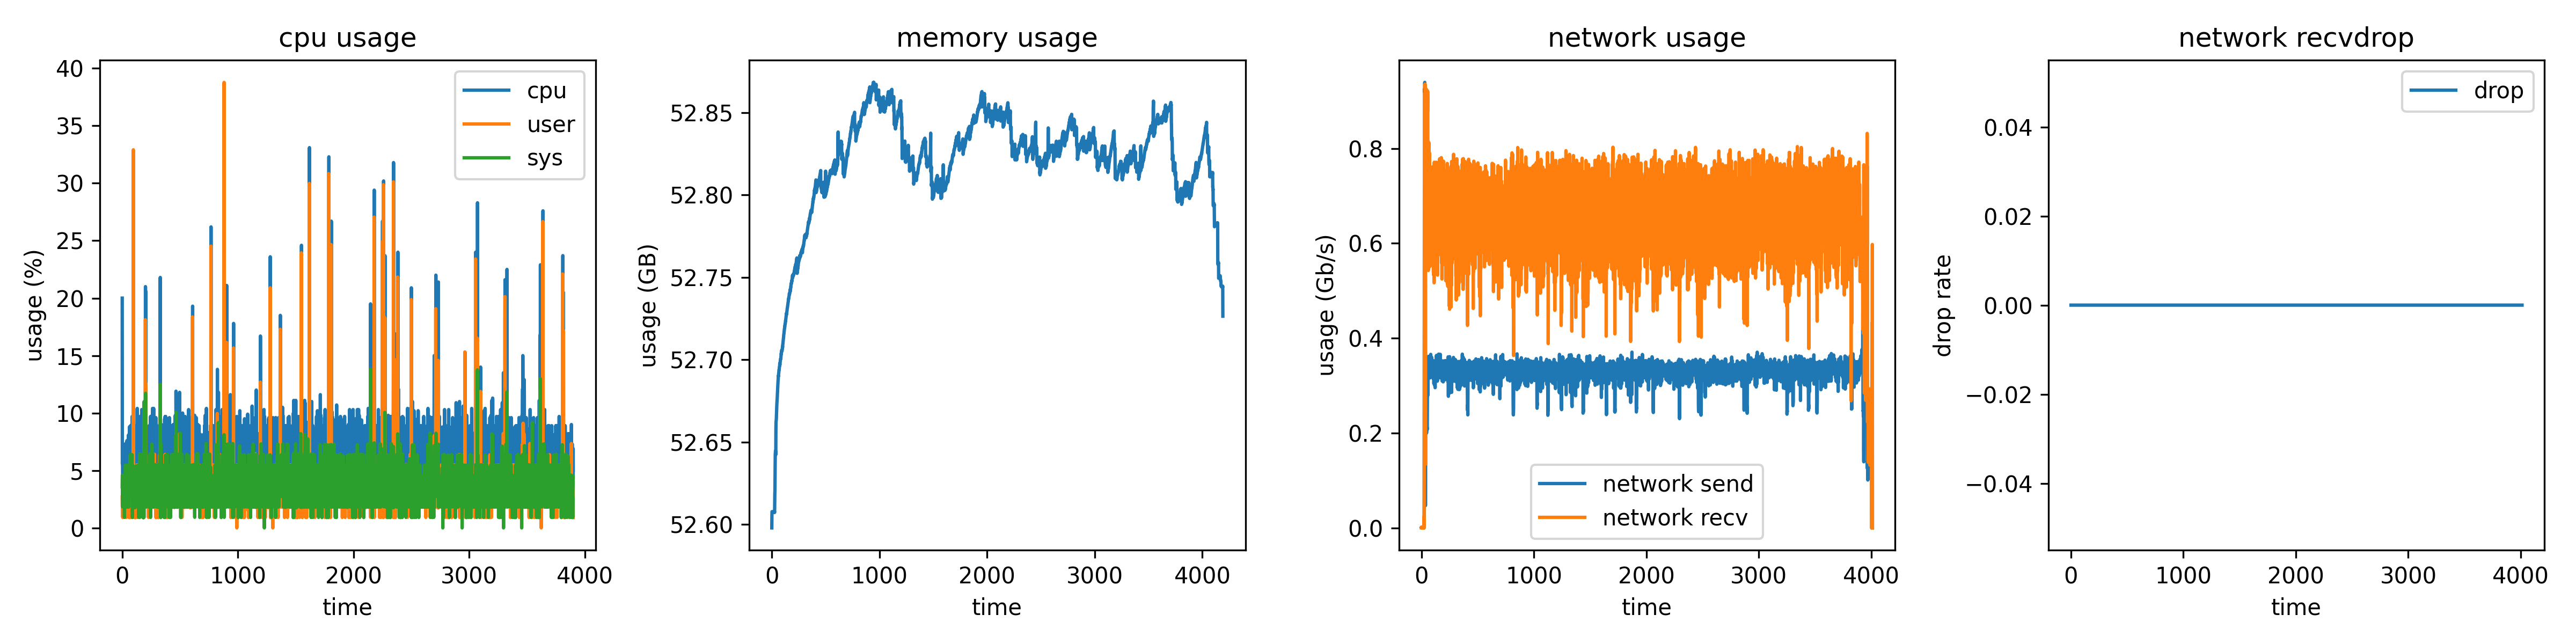 cpu usage
40
35
30
25
20
15
10
5
0
usage (%)
cpu
user
sys
0 1000 2000 3000 4000
time
memory usage
52.85
52.80
52.75
52.70
52.65
52.60
usage (GB)
0 1000 2000 3000 4000
time
network usage
0.8
0.6
0.4
0.2
0.0
usage (Gb/s)
network send
network recv
0 1000 2000 3000 4000
time
network recvdrop
0.04
0.02
0.00
−0.02
−0.04
drop rate
drop
0 1000 2000 3000 4000
time